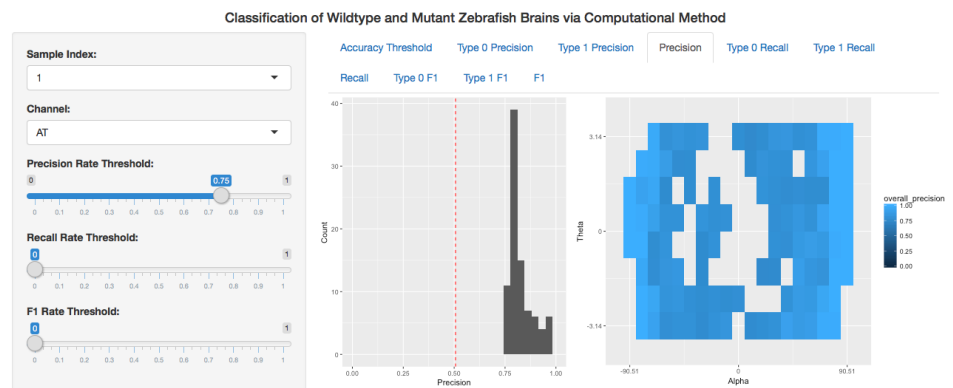 Classification of Wildtype and Mutant Zebrafish Brains via Computational Method
Sample Index:
1
Channel:
AT
Precision Rate Threshold:
0 0.75 1
0 0.1 0.2 0.3 0.4 0.5 0.6 0.7 0.8 0.9 1
Recall Rate Threshold:
0 1
0 0.1 0.2 0.3 0.4 0.5 0.6 0.7 0.8 0.9 1
F1 Rate Threshold:
0 1
0 0.1 0.2 0.3 0.4 0.5 0.6 0.7 0.8 0.9 1
Accuracy Threshold Type 0 Precision Type 1 Precision Precision Type 0 Recall Type 1 Recall
Recall Type 0 F1 Type 1 F1 F1
40
30
20
10
0
Count
0.00 0.25 0.50 0.75 1.00
Precision
3.14
0
-3.14
Theta
-90.51 0 90.51
Alpha
overall_precision
1.00
0.75
0.50
0.25
0.00